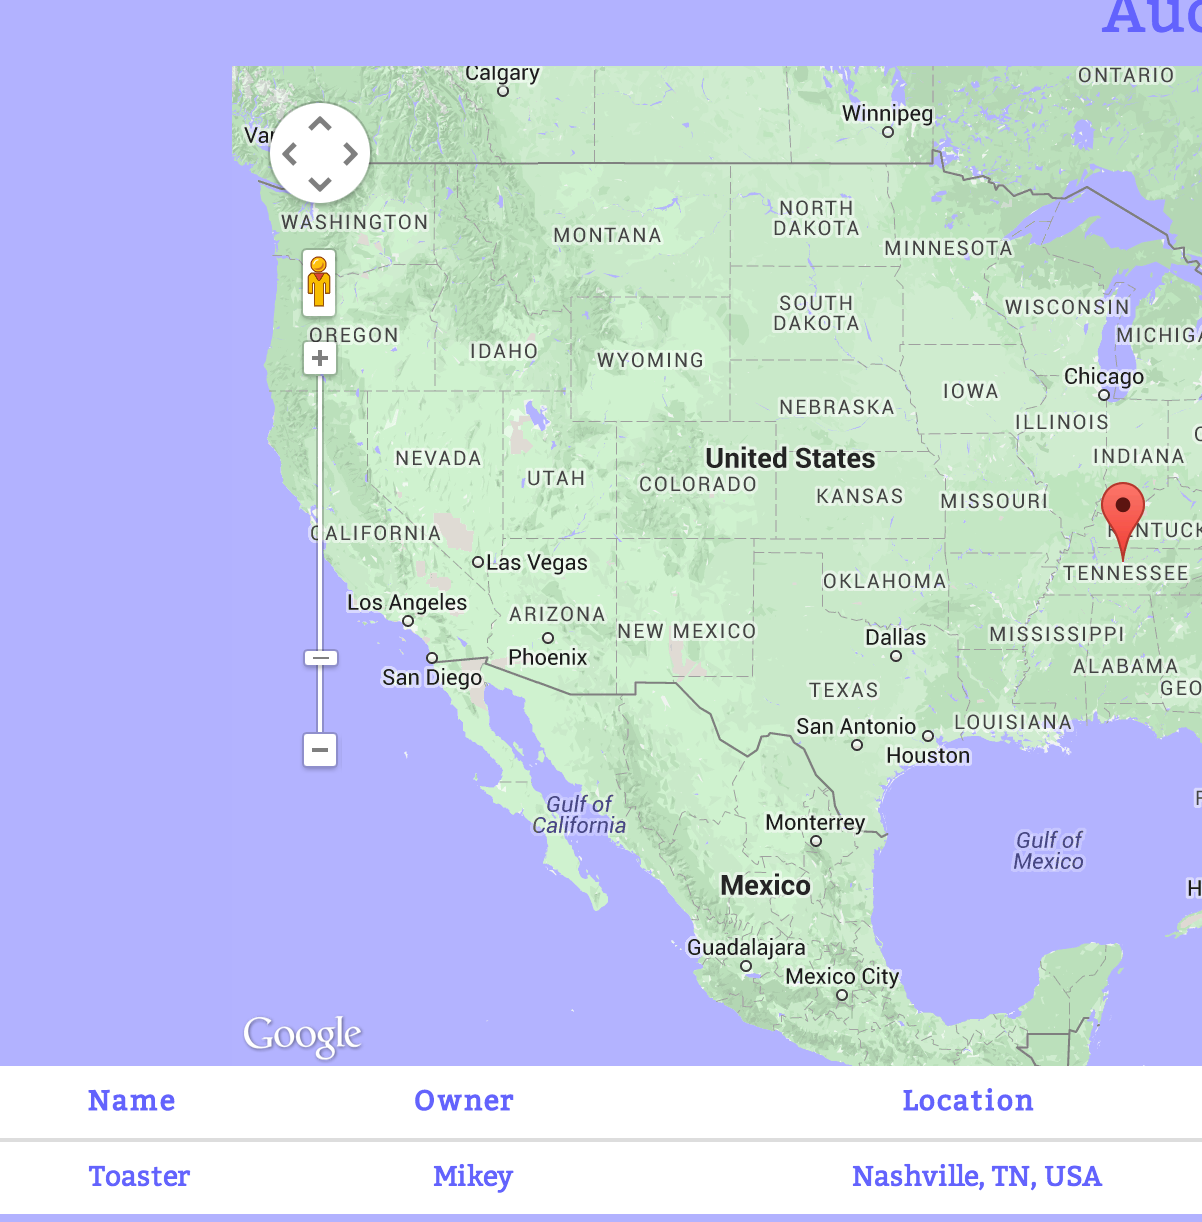 Auc
Calgary
ONTARIO
Winnipeg
Var
WASHINGTON
MONTANA
NORTH
DAKOTA
MINNESOTA
SOUTH
DAKOTA
WISCONSIN
OREGON
MICHIGA
IDAHO
WYOMING
Chicago
IOWA
NEBRASKA
ILLINOIS
NEVADA
United States
INDIANA
UTAH
COLORADO
KANSAS
MISSOURI
CALIFORNIA
KENTUCK
Las Vegas
TENNESSEE
OKLAHOMA
Los Angeles
ARIZONA
NEW MEXICO
Dallas
MISSISSIPPI
Phoenix
ALABAMA
San Diego
TEXAS
GEO
San Antonio
LOUISIANA
Houston
Gulf of
California
Monterrey
Gulf of
Mexico
Mexico
H
Guadalajara
Mexico City
Google
Name Owner Location
Toaster Mikey Nashville, TN, USA